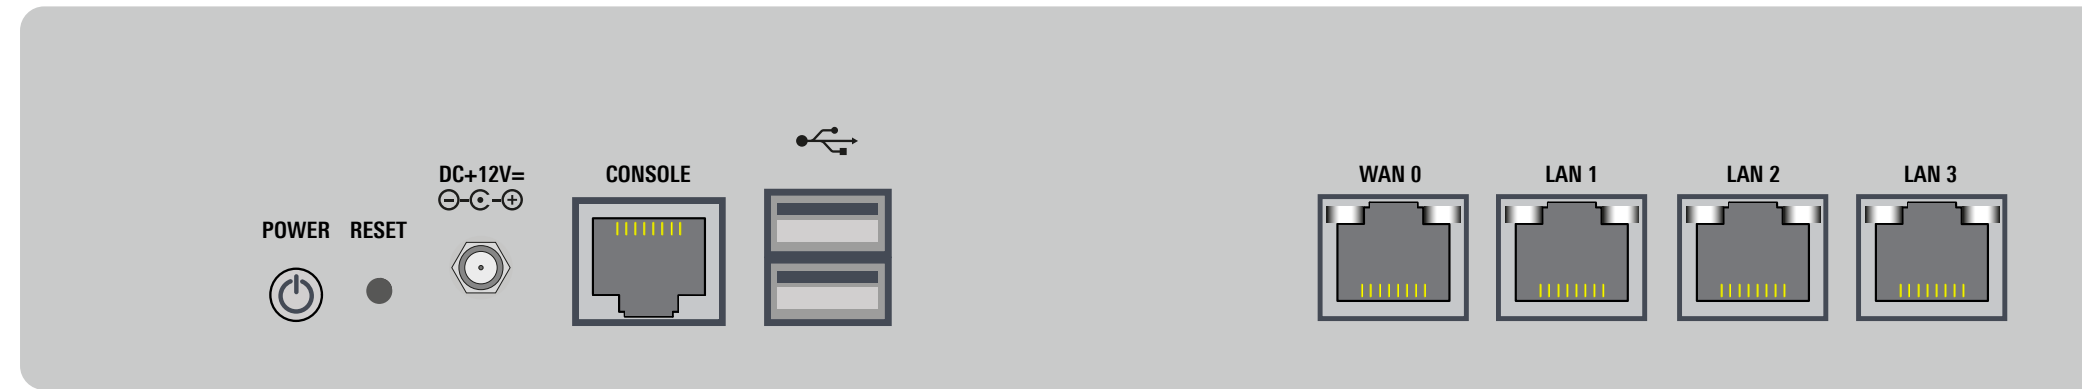 DC+12V=
CONSOLE
WAN 0
LAN 1
LAN 2
LAN 3
POWER
RESET